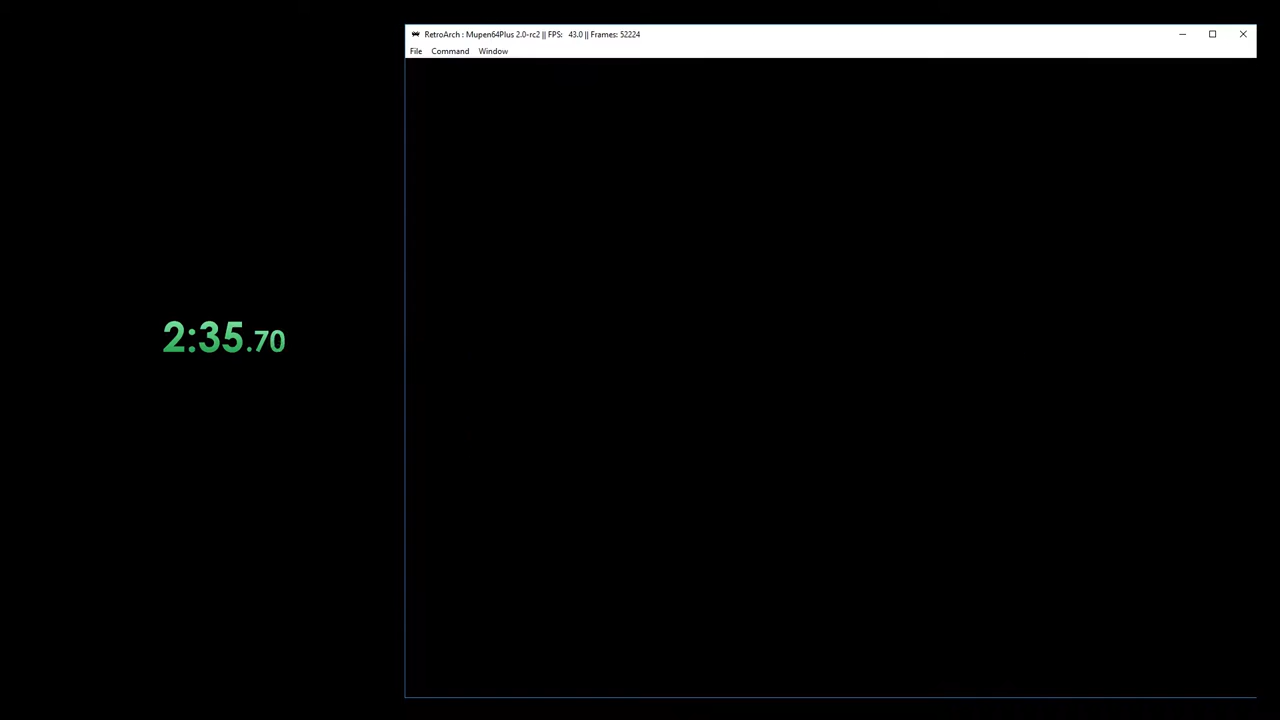 RetroArch : Mupen64Plus 2.0-rc2 || FPS: 43.0 || Frames: 52224
File Command Window
2:35.70